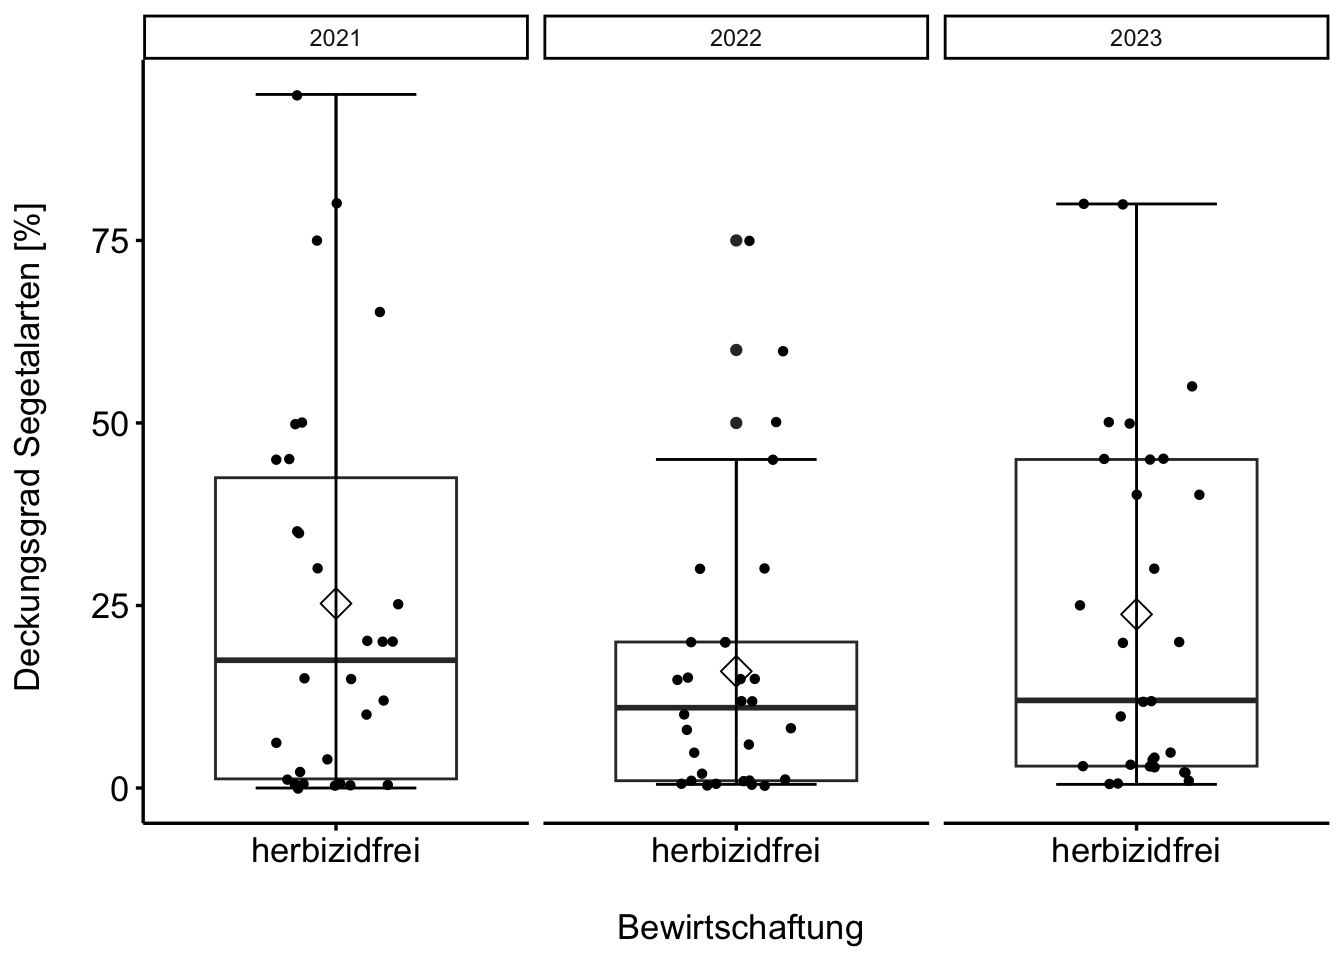 2021
2022
2023
Deckungsgrad Segetalarten [%]
75
50
25
0
herbizidfrei
herbizidfrei
herbizidfrei
Bewirtschaftung